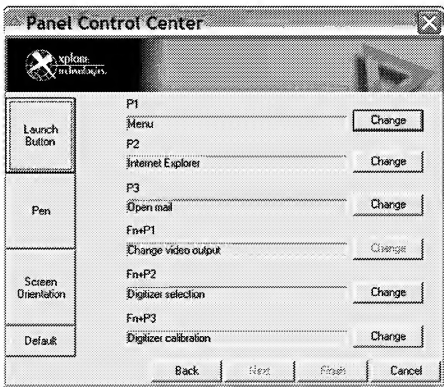 Panel Control Center
xplore
technologies.
Launch
Button
Pen
Screen
Orientation
Default
P1
Menu
Change
P2
Internet Explorer
Change
P3
Open mail
Change
Fn+P1
Change video output
Change
Fn+P2
Digitizer selection
Change
Fn+P3
Digitizer calibration
Change
Back
Next
Finish
Cancel